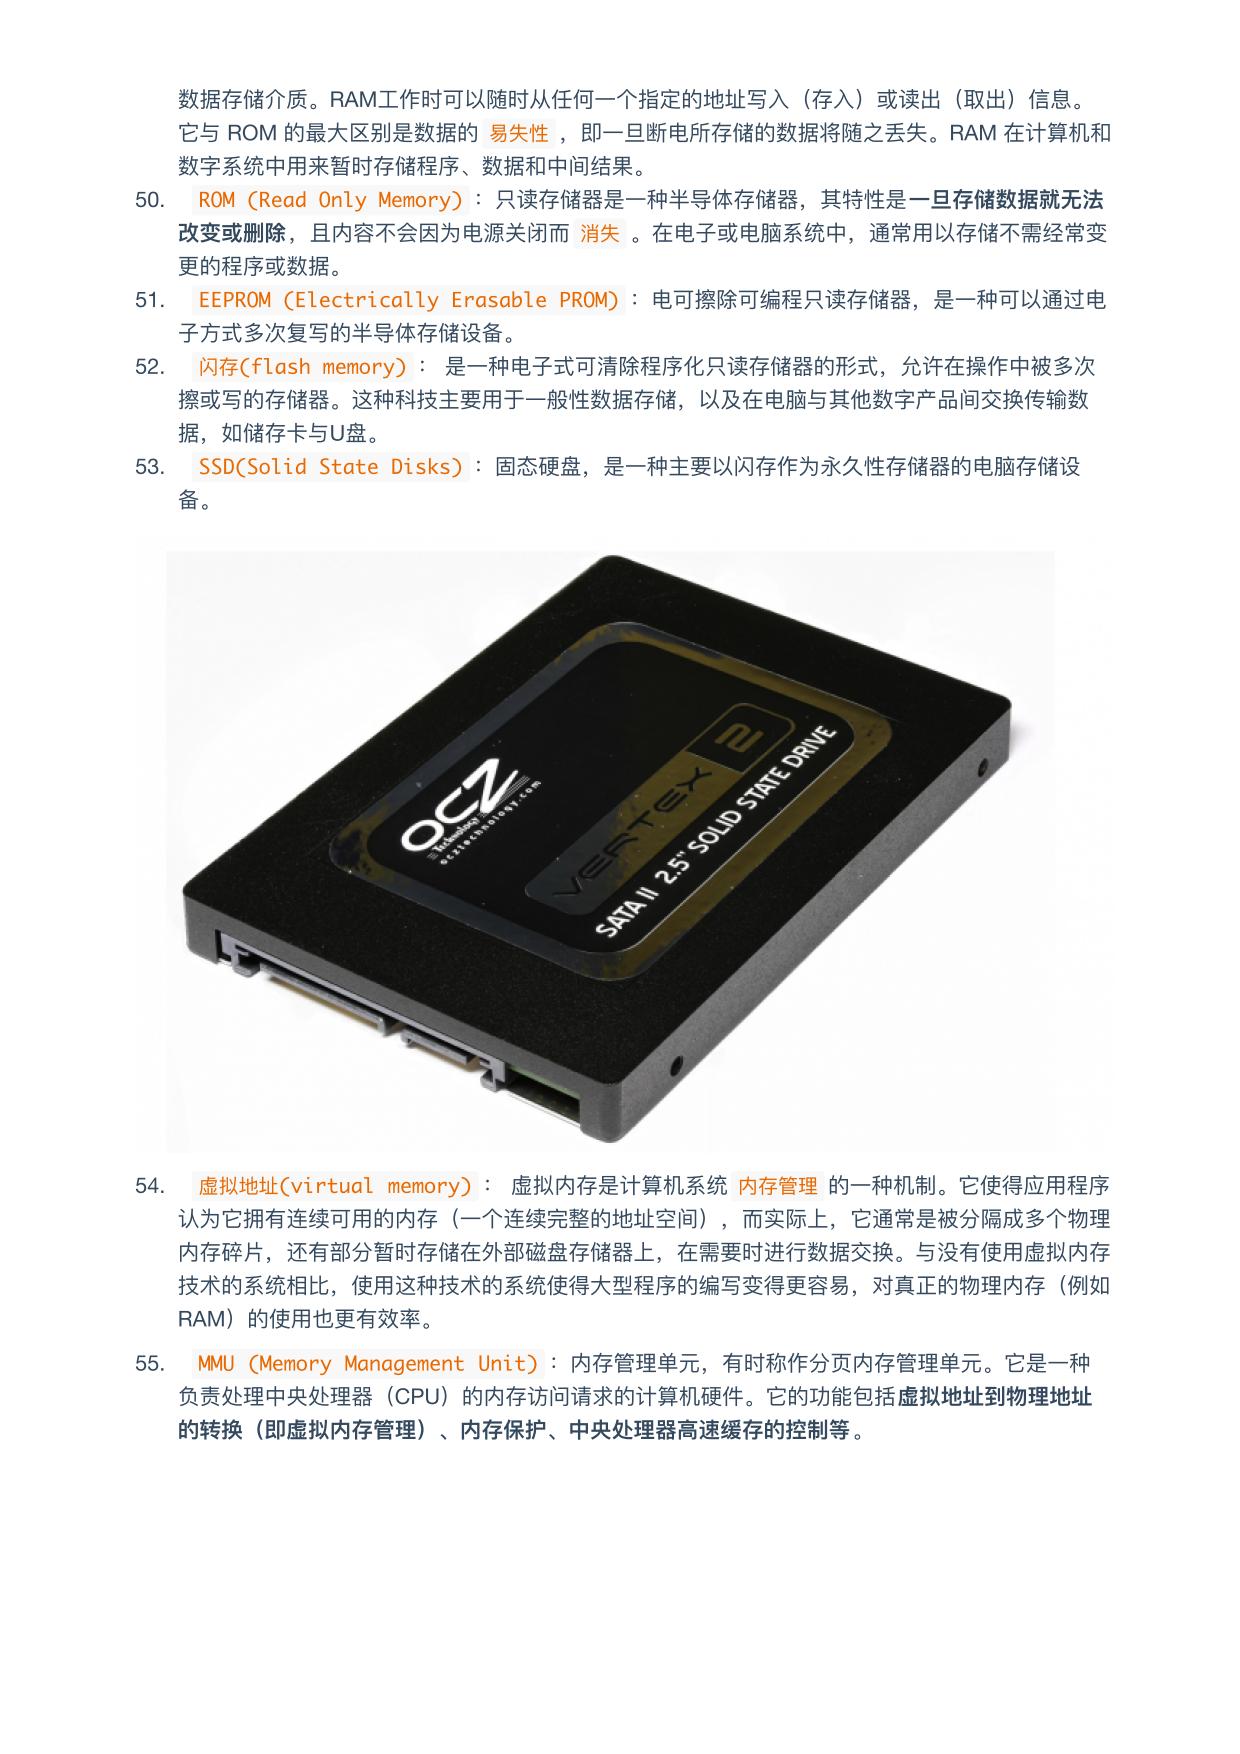 数据存储介质。RAM工作时可以随时从任何一个指定的地址写入（存入）或读出（取出）信息。
它与 ROM 的最大区别是数据的 易失性 ，即一旦断电所存储的数据将随之丢失。RAM 在计算机和
数字系统中用来暂时存储程序、数据和中间结果。
50. ROM (Read Only Memory) ：只读存储器是一种半导体存储器，其特性是一旦存储数据就无法
改变或删除，且内容不会因为电源关闭而 消失 。在电子或电脑系统中，通常用以存储不需经常变
更的程序或数据。
51. EEPROM (Electrically Erasable PROM) ：电可擦除可编程只读存储器，是一种可以通过电
子方式多次复写的半导体存储设备。
52. 闪存(flash memory) ： 是一种电子式可清除程序化只读存储器的形式，允许在操作中被多次
擦或写的存储器。这种科技主要用于一般性数据存储，以及在电脑与其他数字产品间交换传输数
据，如储存卡与U盘。
53. SSD(Solid State Disks) ：固态硬盘，是一种主要以闪存作为永久性存储器的电脑存储设
备。
OCZ
Technology
ocztechnology.com
VERTEX 2
SATA II 2.5" SOLID STATE DRIVE
54. 虚拟地址(virtual memory) ： 虚拟内存是计算机系统 内存管理 的一种机制。它使得应用程序
认为它拥有连续可用的内存（一个连续完整的地址空间），而实际上，它通常是被分隔成多个物理
内存碎片，还有部分暂时存储在外部磁盘存储器上，在需要时进行数据交换。与没有使用虚拟内存
技术的系统相比，使用这种技术的系统使得大型程序的编写变得更容易，对真正的物理内存（例如
RAM）的使用也更有效率。
55. MMU (Memory Management Unit) ：内存管理单元，有时称作分页内存管理单元。它是一种
负责处理中央处理器（CPU）的内存访问请求的计算机硬件。它的功能包括虚拟地址到物理地址
的转换（即虚拟内存管理）、内存保护、中央处理器高速缓存的控制等。